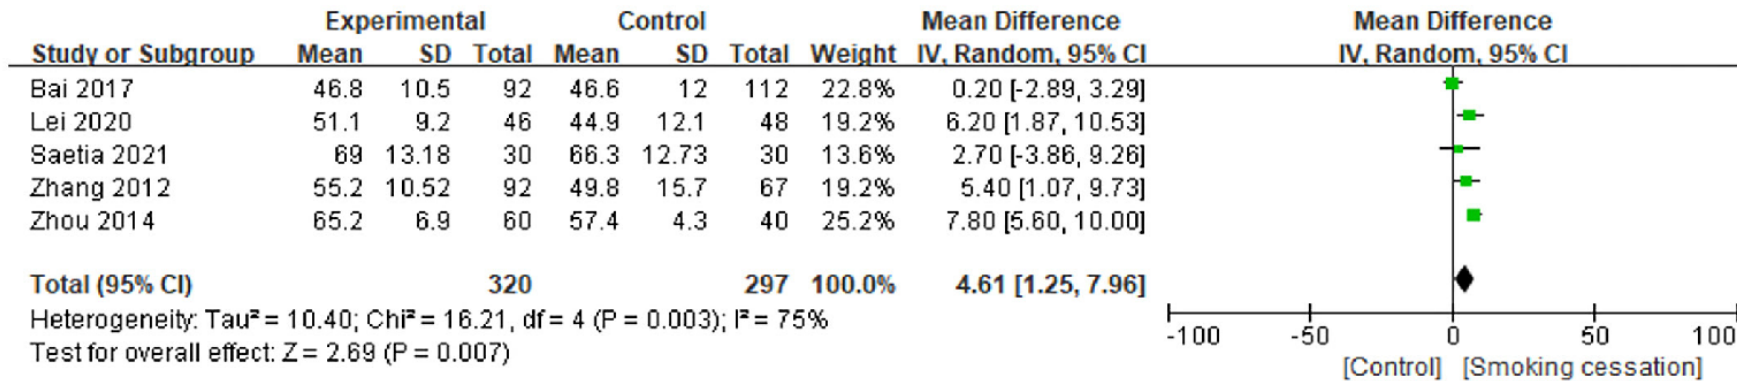 Experimental Control Mean Difference Mean Difference
Study or Subgroup Mean SD Total Mean SD Total Weight IV, Random, 95% CI IV, Random, 95% CI
Bai 2017 46.8 10.5 92 46.6 12 112 22.8% 0.20 [-2.89, 3.29]
Lei 2020 51.1 9.2 46 44.9 12.1 48 19.2% 6.20 [1.87, 10.53]
Saetia 2021 69 13.18 30 66.3 12.73 30 13.6% 2.70 [-3.86, 9.26]
Zhang 2012 55.2 10.52 92 49.8 15.7 67 19.2% 5.40 [1.07, 9.73]
Zhou 2014 65.2 6.9 60 57.4 4.3 40 25.2% 7.80 [5.60, 10.00]
Total (95% CI) 320 297 100.0% 4.61 [1.25, 7.96]
Heterogeneity: Tau² = 10.40; Chi² = 16.21, df = 4 (P = 0.003); I² = 75%
Test for overall effect: Z = 2.69 (P = 0.007)
-100 -50 0 50 100
[Control] [Smoking cessation]